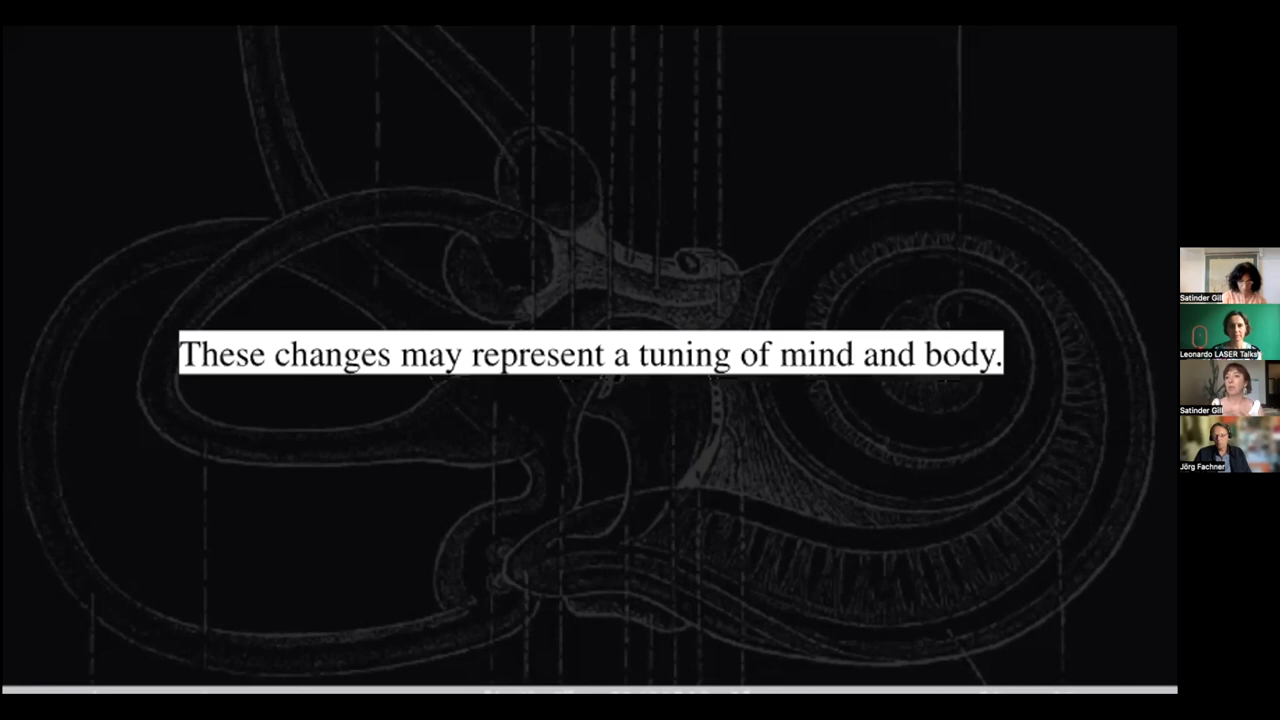 These changes may represent a tuning of mind and body.
Satinder Gill
Leonardo LASER Talks
Satinder Gill
Jörg Fachner